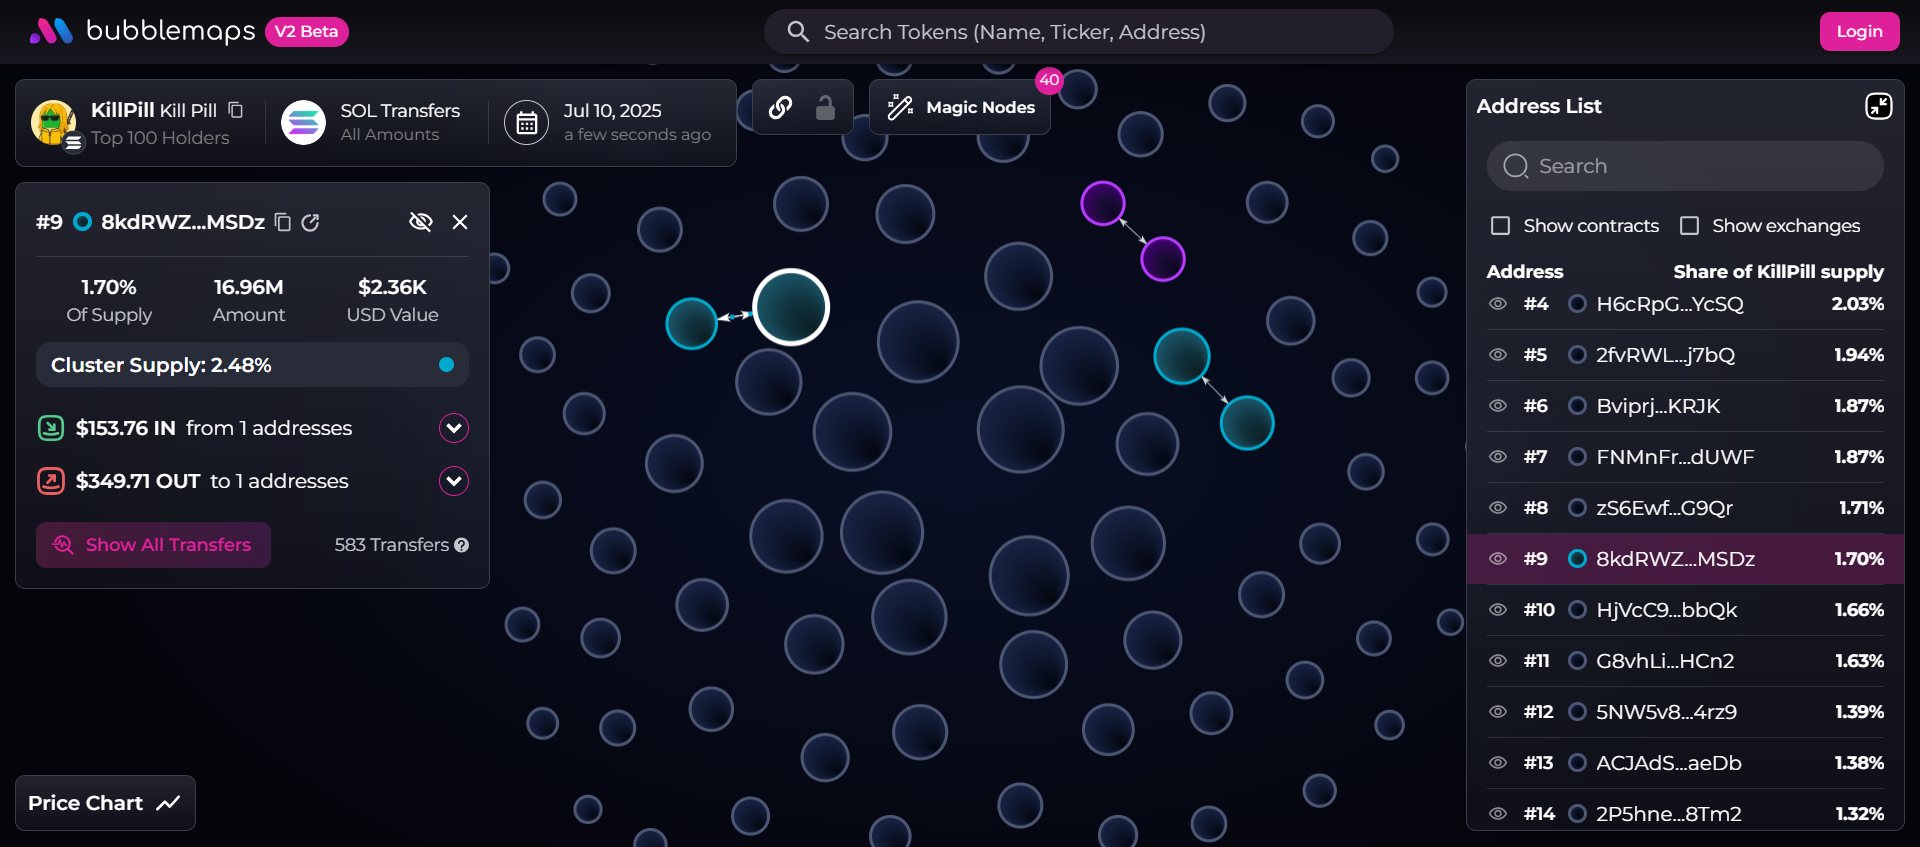 bubblemaps V2 Beta
Search Tokens (Name, Ticker, Address)
Login
KillPill Kill Pill
Top 100 Holders
SOL Transfers
All Amounts
Jul 10, 2025
a few seconds ago
Magic Nodes
40
#9 8kdRWZ...MSDz
1.70% 16.96M $2.36K
Of Supply Amount USD Value
Cluster Supply: 2.48%
$153.76 IN from 1 addresses
$349.71 OUT to 1 addresses
Show All Transfers 583 Transfers ?
Price Chart
Address List
Search
Show contracts Show exchanges
Address Share of KillPill supply
#4 H6cRpG...YcSQ 2.03%
#5 2fvRWL...j7bQ 1.94%
#6 Bviprj...KRJK 1.87%
#7 FNMnFr...dUWF 1.87%
#8 zS6Ewf...G9Qr 1.71%
#9 8kdRWZ...MSDz 1.70%
#10 HjVcC9...bbQk 1.66%
#11 G8vhLi...HCn2 1.63%
#12 5NW5v8...4rz9 1.39%
#13 ACJAdS...aeDb 1.38%
#14 2P5hne...8Tm2 1.32%